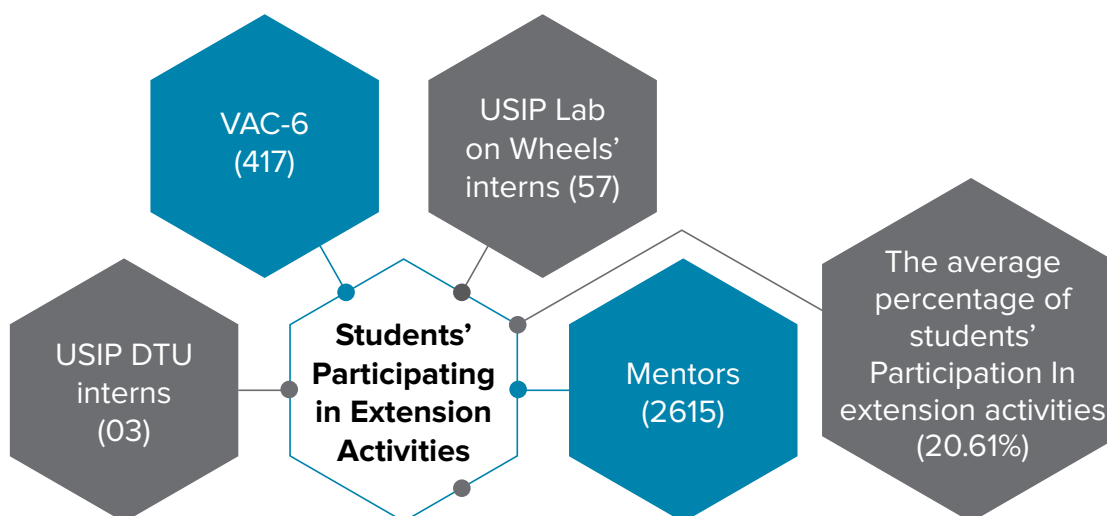 VAC-6
(417)
USIP Lab
on Wheels’
interns (57)
USIP DTU
interns
(03)
Students’
Participating
in Extension
Activities
Mentors
(2615)
The average
percentage of
students’
Participation In
extension activities
(20.61%)